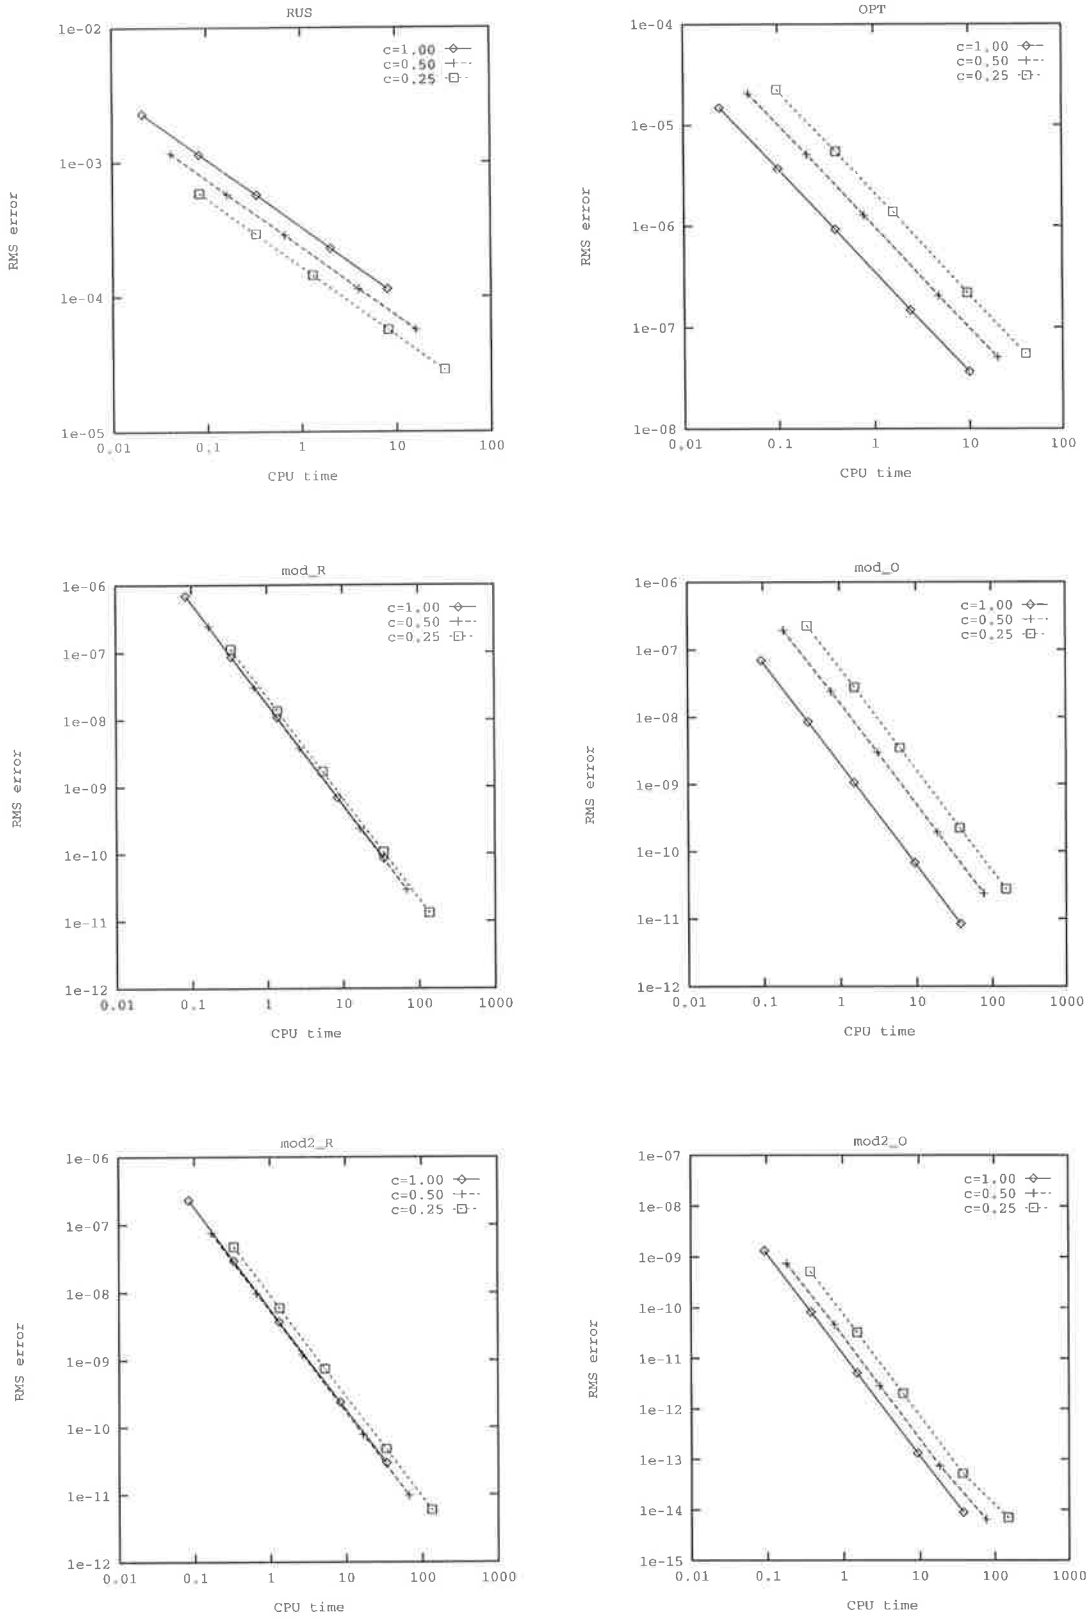 RUS
c=1.00
c=0.50
c=0.25
1e-02
1e-03
1e-04
1e-05
RMS error
0.01 0.1 1 10 100
CPU time
OPT
c=1.00
c=0.50
c=0.25
1e-04
1e-05
1e-06
1e-07
1e-08
RMS error
0.01 0.1 1 10 100
CPU time
mod_R
c=1.00
c=0.50
c=0.25
1e-06
1e-07
1e-08
1e-09
1e-10
1e-11
1e-12
RMS error
0.01 0.1 1 10 100 1000
CPU time
mod_O
c=1.00
c=0.50
c=0.25
1e-06
1e-07
1e-08
1e-09
1e-10
1e-11
1e-12
RMS error
0.01 0.1 1 10 100 1000
CPU time
mod2_R
c=1.00
c=0.50
c=0.25
1e-06
1e-07
1e-08
1e-09
1e-10
1e-11
1e-12
RMS error
0.01 0.1 1 10 100 1000
CPU time
mod2_O
c=1.00
c=0.50
c=0.25
1e-07
1e-08
1e-09
1e-10
1e-11
1e-12
1e-13
1e-14
1e-15
RMS error
0.01 0.1 1 10 100 1000
CPU time